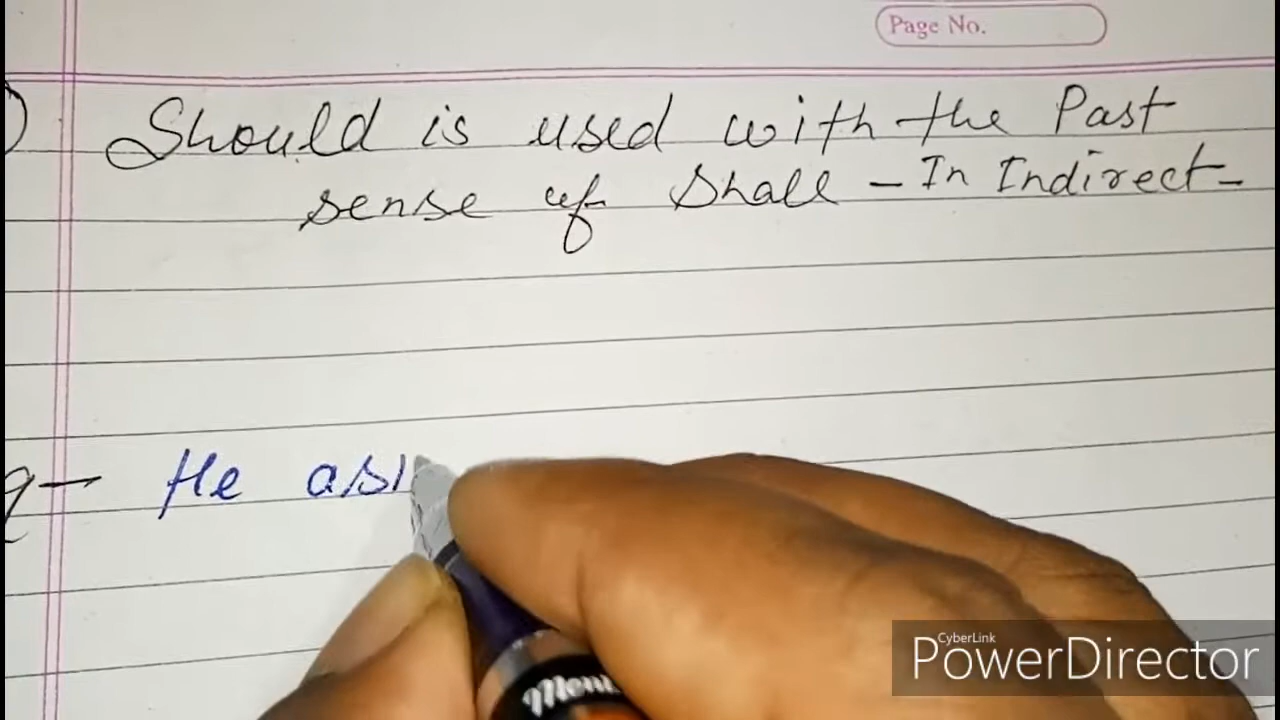 Page No.
Should is used with the Past
sense of Shall - In Indirect -
g - He as
CyberLink
PowerDirector